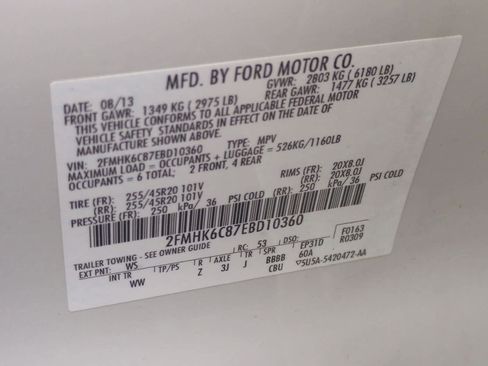 MFD. BY FORD MOTOR CO.
DATE: 08/13 GVWR: 2803 KG ( 6180 LB)
FRONT GAWR: 1349 KG ( 2975 LB) REAR GAWR: 1477 KG ( 3257 LB)
THIS VEHICLE CONFORMS TO ALL APPLICABLE FEDERAL MOTOR
VEHICLE SAFETY STANDARDS IN EFFECT ON THE DATE OF
MANUFACTURE SHOWN ABOVE.
VIN: 2FMHK6C87EBD10360 TYPE: MPV
MAXIMUM LOAD = OCCUPANTS + LUGGAGE = 526KG/1160LB
OCCUPANTS = 6 TOTAL; 2 FRONT, 4 REAR
TIRE (FR): 255/45R20 101V RIMS (FR): 20X8.0J
(RR): 255/45R20 101V (RR): 20X8.0J
PRESSURE (FR): 250 kPa/ 36 PSI COLD (RR): 250 kPa/ 36 PSI COLD
2FMHK6C87EBD10360
TRAILER TOWING - SEE OWNER GUIDE RC: 53 DSO: F0163
EXT PNT: WS TP/PS R AXLE TR SPR EP31D R0309
INT TR WW Z 3J J BBBB 60A
CBU 5U5A-5420472-AA